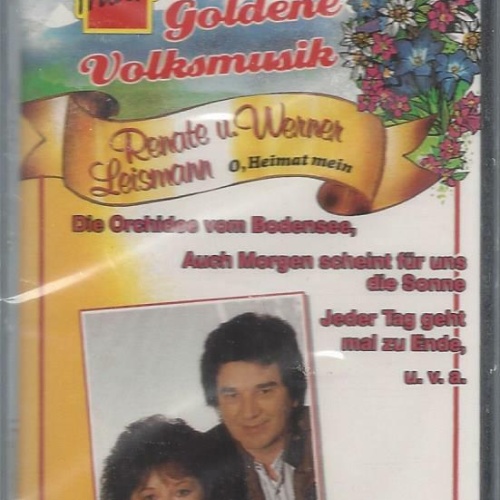 Goldene
Volksmusik
Renate u. Werner
Leismann O, Heimat mein
Die Orchidee vom Bodensee,
Auch Morgen scheint für uns
die Sonne
Jeder Tag geht
mal zu Ende,
u. v. a.